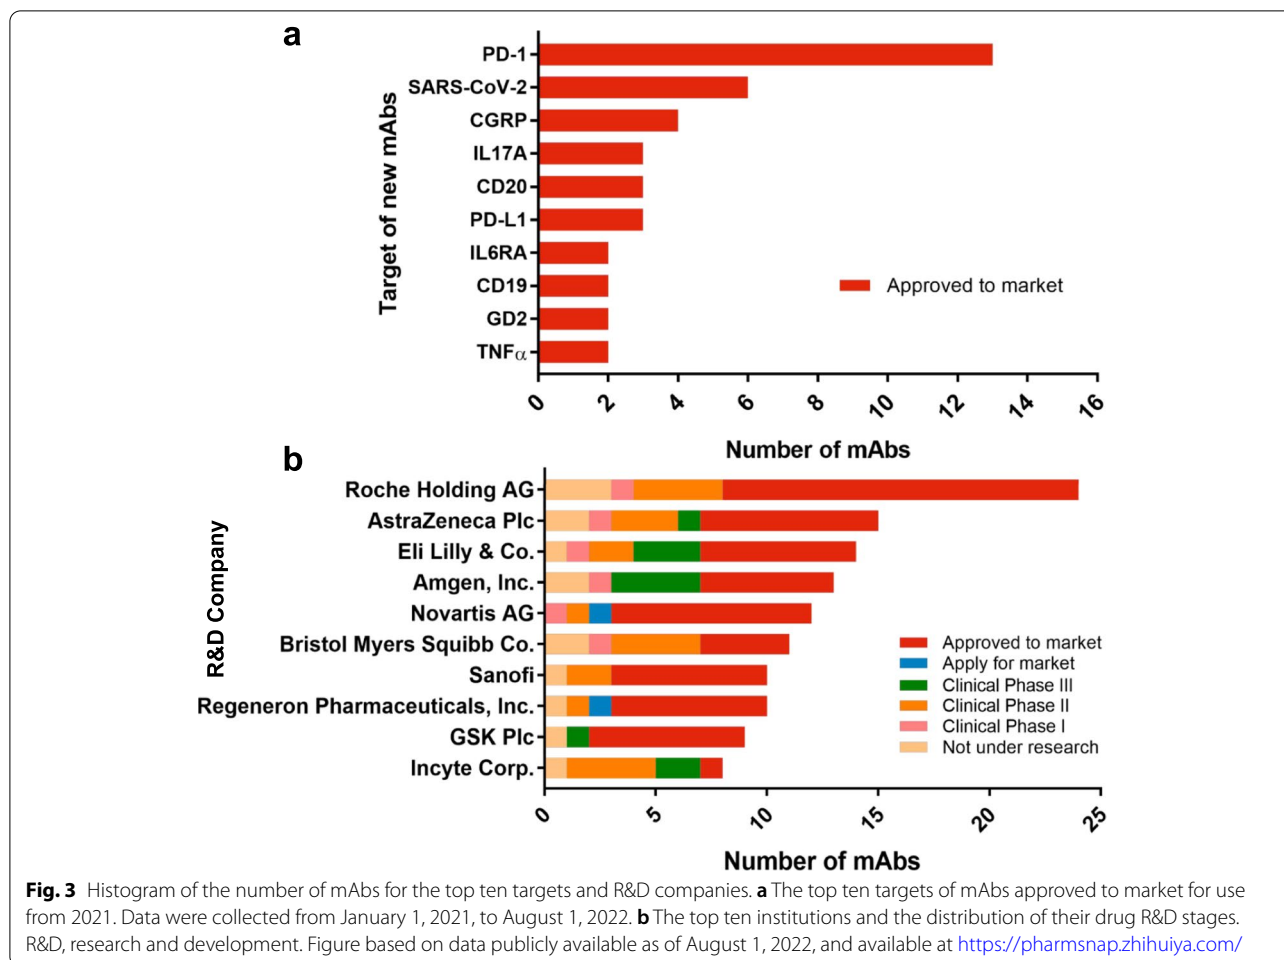 a
Target of new mAbs
PD-1
SARS-CoV-2
CGRP
IL17A
CD20
PD-L1
IL6RA
CD19
GD2
TNFα
Approved to market
0 2 4 6 8 10 12 14 16
Number of mAbs
b
R&D Company
Roche Holding AG
AstraZeneca Plc
Eli Lilly & Co.
Amgen, Inc.
Novartis AG
Bristol Myers Squibb Co.
Sanofi
Regeneron Pharmaceuticals, Inc.
GSK Plc
Incyte Corp.
Approved to market
Apply for market
Clinical Phase III
Clinical Phase II
Clinical Phase I
Not under research
0 5 10 15 20 25
Number of mAbs
Fig. 3 Histogram of the number of mAbs for the top ten targets and R&D companies. a The top ten targets of mAbs approved to market for use
from 2021. Data were collected from January 1, 2021, to August 1, 2022. b The top ten institutions and the distribution of their drug R&D stages.
R&D, research and development. Figure based on data publicly available as of August 1, 2022, and available at https://pharmsnap.zhihuiya.com/